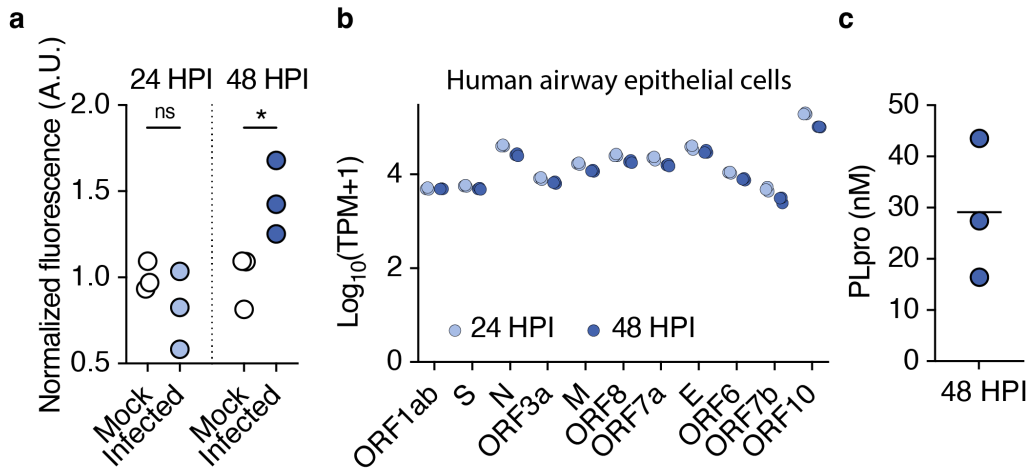 a
Normalized fluorescence (A.U.)
24 HPI
48 HPI
ns
*
2.0
1.5
1.0
0.5
Mock
Infected
Mock
Infected
b
Human airway epithelial cells
Log10(TPM+1)
4
2
0
24 HPI
48 HPI
ORF1ab
S
N
ORF3a
M
ORF8
ORF7a
E
ORF6
ORF7b
ORF10
c
PLpro (nM)
50
40
30
20
10
0
48 HPI